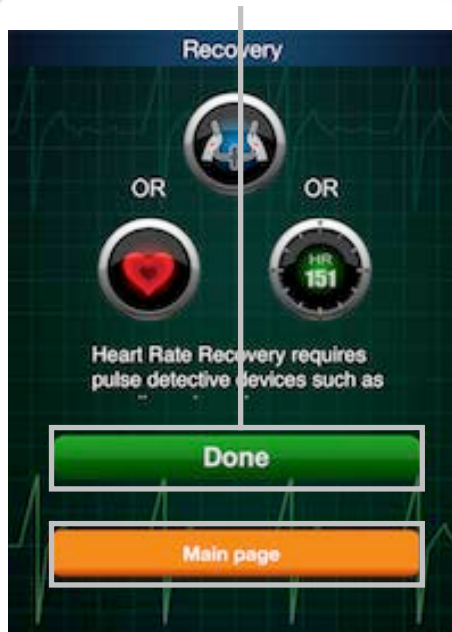 Recovery
OR
OR
HR
151
Heart Rate Recovery requires
pulse detective devices such as
Done
Main page